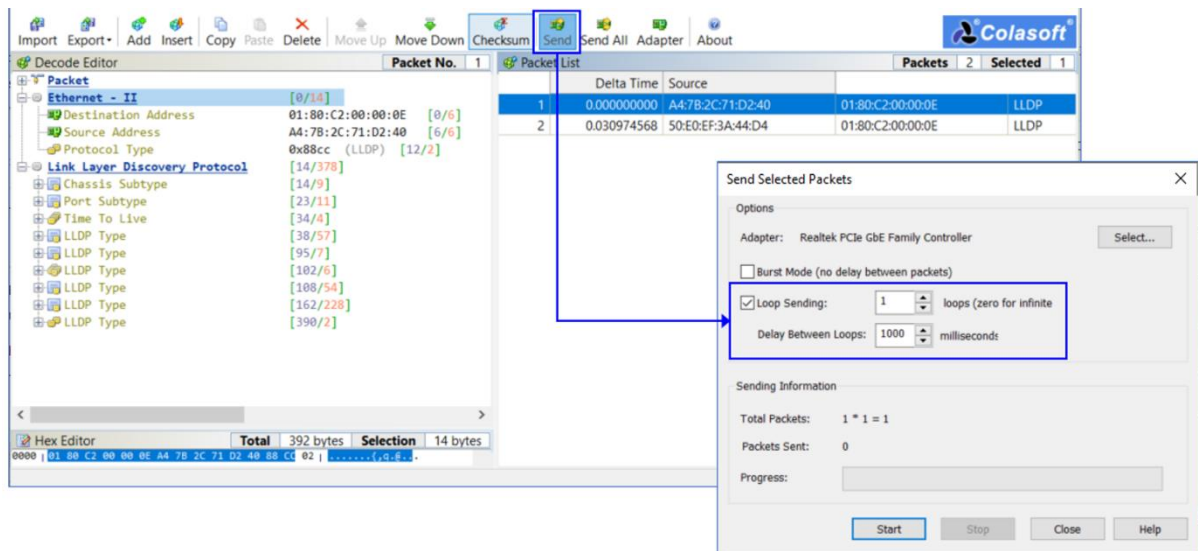 Import Export Add Insert Copy Paste Delete Move Up Move Down Checksum Send Send All Adapter About
Colasoft
Decode Editor Packet No. 1
Packet
Ethernet - II [0/14]
Destination Address 01:80:C2:00:00:0E [0/6]
Source Address A4:7B:2C:71:D2:40 [6/6]
Protocol Type 0x88cc (LLDP) [12/2]
Link Layer Discovery Protocol [14/378]
Chassis Subtype [14/9]
Port Subtype [23/11]
Time To Live [34/4]
LLDP Type [38/57]
LLDP Type [95/7]
LLDP Type [102/6]
LLDP Type [108/54]
LLDP Type [162/228]
LLDP Type [390/2]
Hex Editor Total 392 bytes Selection 14 bytes
0000 01 80 C2 00 00 0E A4 7B 2C 71 D2 40 88 CC 02 .......{,q.@...
Packet List Packets 2 Selected 1
Delta Time Source
1 0.000000000 A4:7B:2C:71:D2:40 01:80:C2:00:00:0E LLDP
2 0.030974568 50:E0:EF:3A:44:D4 01:80:C2:00:00:0E LLDP
Send Selected Packets
Options
Adapter: Realtek PCIe GbE Family Controller Select...
Burst Mode (no delay between packets)
Loop Sending: 1 loops (zero for infinite
Delay Between Loops: 1000 milliseconds
Sending Information
Total Packets: 1 * 1 = 1
Packets Sent: 0
Progress:
Start Stop Close Help